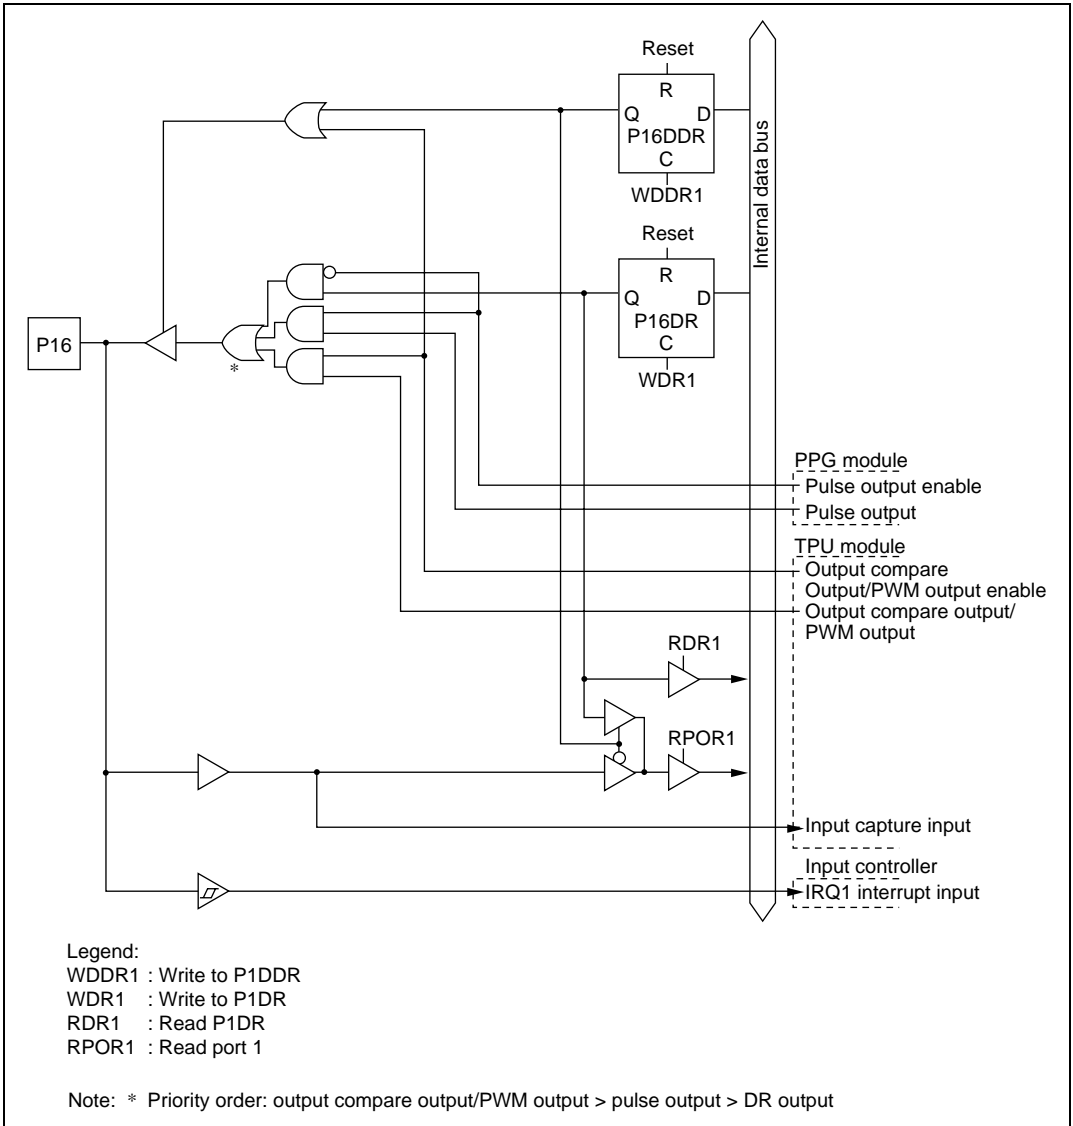 Reset
R
Q D
P16DDR
C
WDDR1
Internal data bus
Reset
R
Q D
P16DR
C
WDR1
P16
*
PPG module
Pulse output enable
Pulse output
TPU module
Output compare
Output/PWM output enable
Output compare output/
PWM output
RDR1
RPOR1
Input capture input
Input controller
IRQ1 interrupt input
Legend:
WDDR1 : Write to P1DDR
WDR1 : Write to P1DR
RDR1 : Read P1DR
RPOR1 : Read port 1
Note: * Priority order: output compare output/PWM output > pulse output > DR output